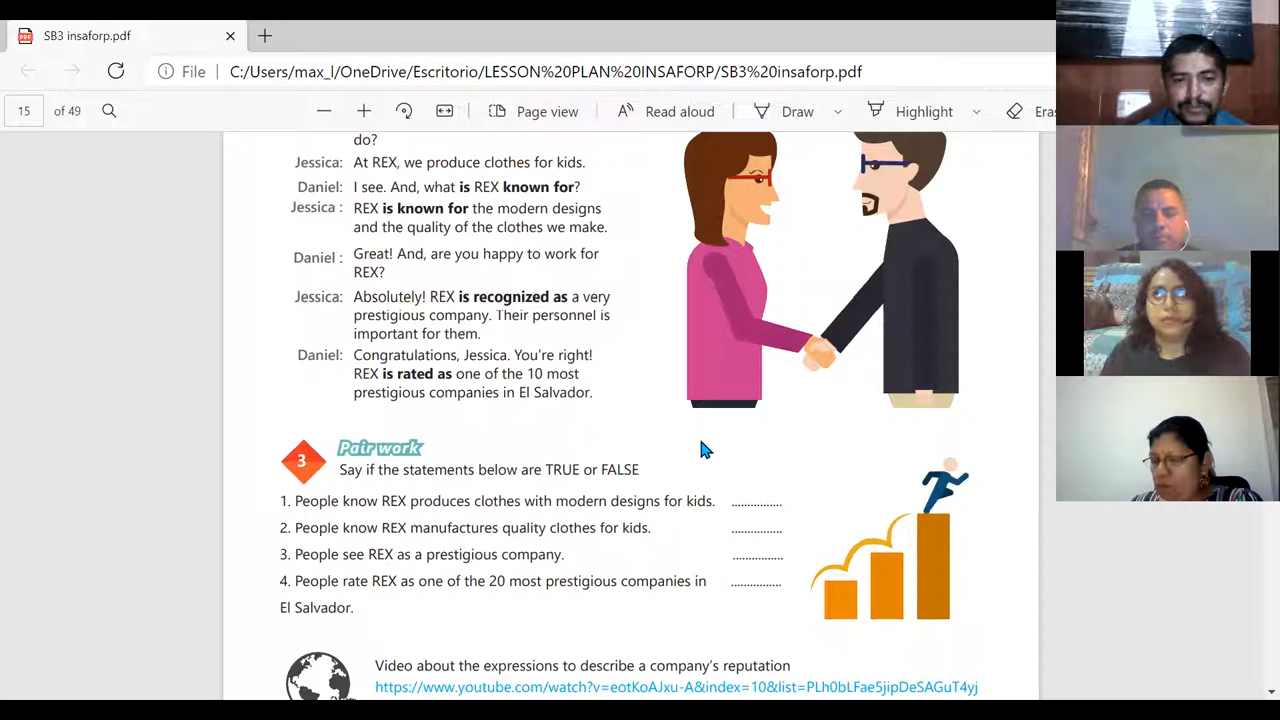 SB3 insaforp.pdf
File
C:/Users/max_l/OneDrive/Escritorio/LESSON%20PLAN%20INSAFORP/SB3%20insaforp.pdf
15 of 49
Page view
Read aloud
Draw
Highlight
Eras
do?
Jessica: At REX, we produce clothes for kids.
Daniel: I see. And, what is REX known for?
Jessica : REX is known for the modern designs
and the quality of the clothes we make.
Daniel : Great! And, are you happy to work for
REX?
Jessica: Absolutely! REX is recognized as a very
prestigious company. Their personnel is
important for them.
Daniel: Congratulations, Jessica. You're right!
REX is rated as one of the 10 most
prestigious companies in El Salvador.
3 Pair work
Say if the statements below are TRUE or FALSE
1. People know REX produces clothes with modern designs for kids. ...............
2. People know REX manufactures quality clothes for kids. ...............
3. People see REX as a prestigious company. ...............
4. People rate REX as one of the 20 most prestigious companies in ...............
El Salvador.
Video about the expressions to describe a company's reputation
https://www.youtube.com/watch?v=eotKoAJxu-A&index=10&list=PLh0bLFae5jipDeSAGuT4yj